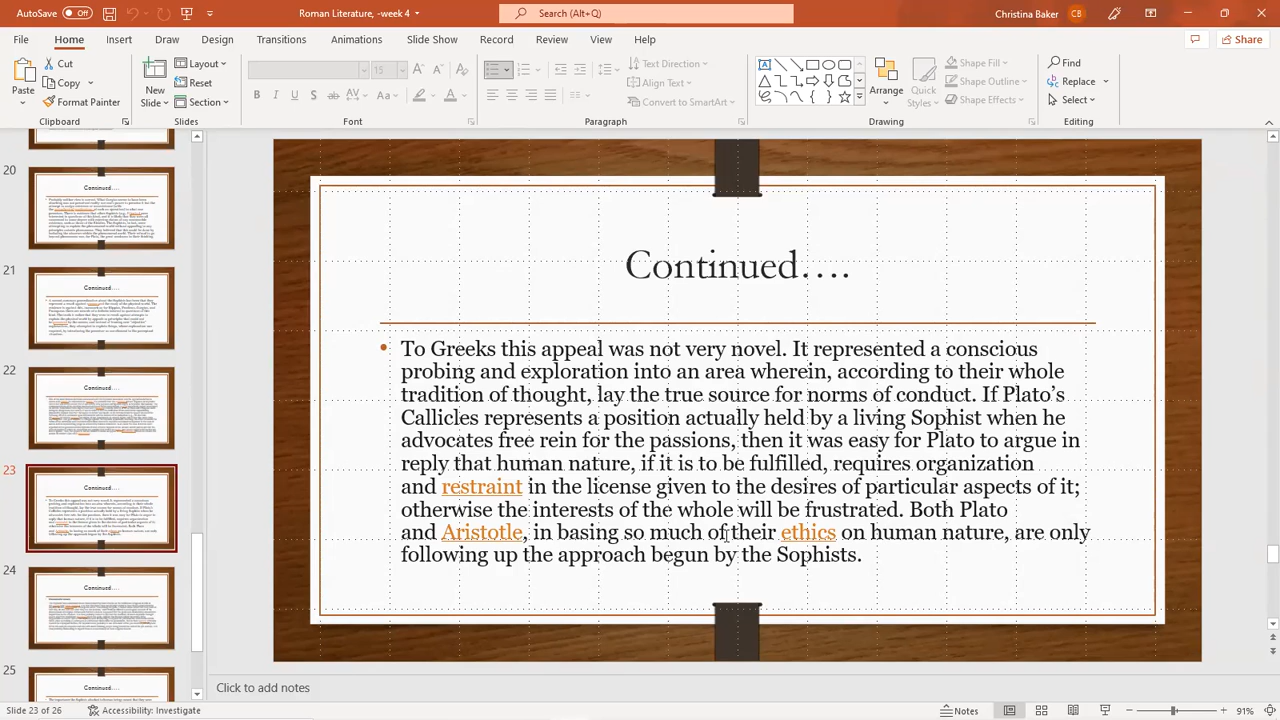 AutoSave Off
Roman Literature, -week 4
Search (Alt+Q)
Christina Baker CB
File Home Insert Draw Design Transitions Animations Slide Show Record Review View Help
Share
Paste
Cut
Copy
Format Painter
Clipboard
New Slide
Layout
Reset
Section
Slides
15
Font
Text Direction
Align Text
Convert to SmartArt
Paragraph
Arrange
Quick Styles
Shape Fill
Shape Outline
Shape Effects
Drawing
Find
Replace
Select
Editing
20
Continued….
21
Continued….
22
Continued….
23
Continued….
24
25
Continued….
Continued….
• To Greeks this appeal was not very novel. It represented a conscious
probing and exploration into an area wherein, according to their whole
tradition of thought, lay the true source for norms of conduct. If Plato’s
Callicles represents a position actually held by a living Sophist when he
advocates free rein for the passions, then it was easy for Plato to argue in
reply that human nature, if it is to be fulfilled, requires organization
and restraint in the license given to the desires of particular aspects of it;
otherwise the interests of the whole will be frustrated. Both Plato
and Aristotle, in basing so much of their ethics on human nature, are only
following up the approach begun by the Sophists.
Click to add notes
Slide 23 of 26
Accessibility: Investigate
Notes
91%